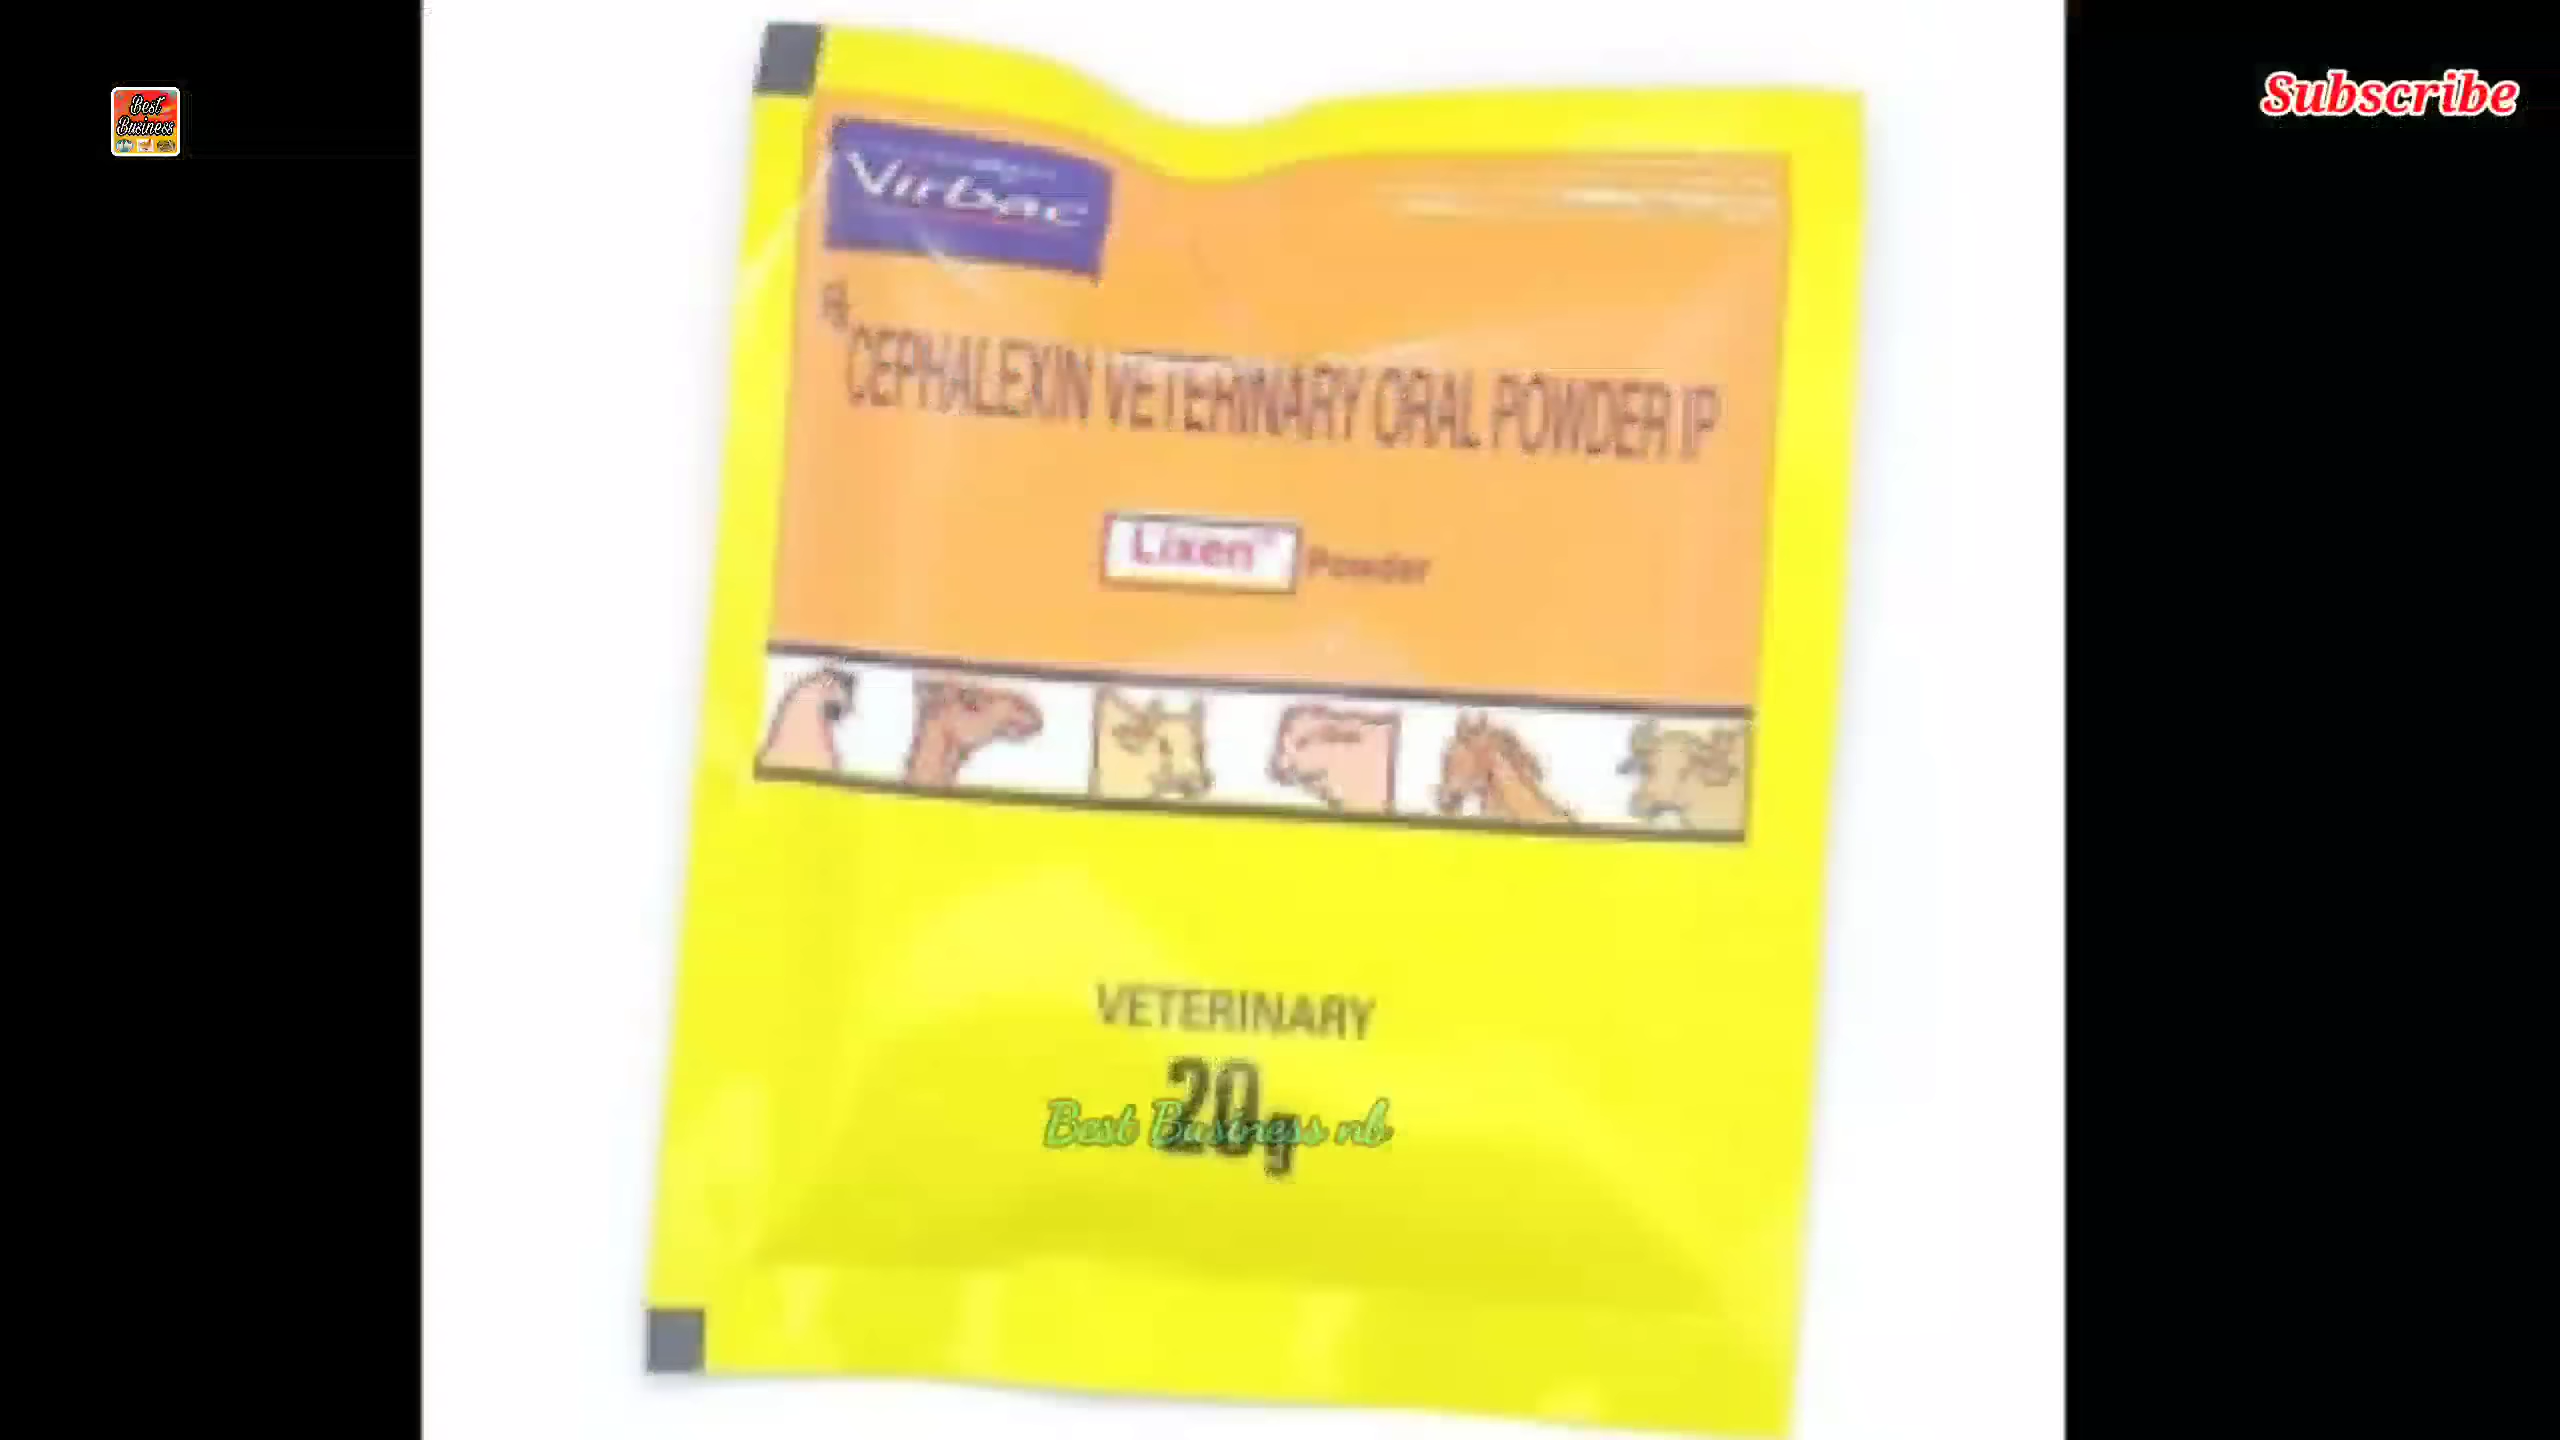 Best
Business
Subscribe
Virbac
CEPHALEXIN VETERINARY ORAL POWDER IP
Lixen® Powder
VETERINARY
20g
Best Business nb